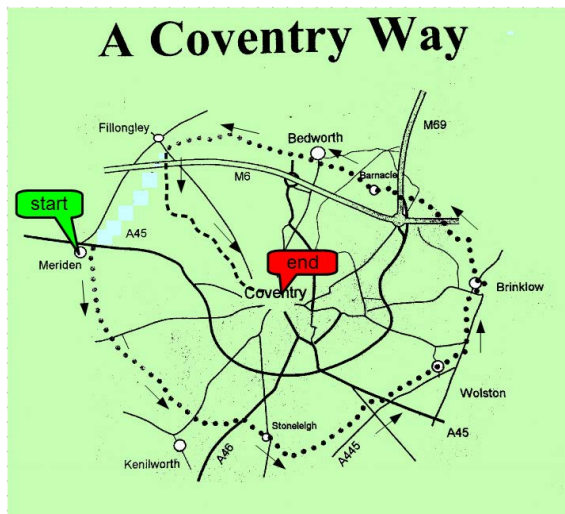 A Coventry Way
M69
Fillongley
Bedworth
M6
Barnacle
start
A45
Meriden
end
Coventry
Brinklow
Wolston
Stoneleigh
A45
Kenilworth
A46
A445